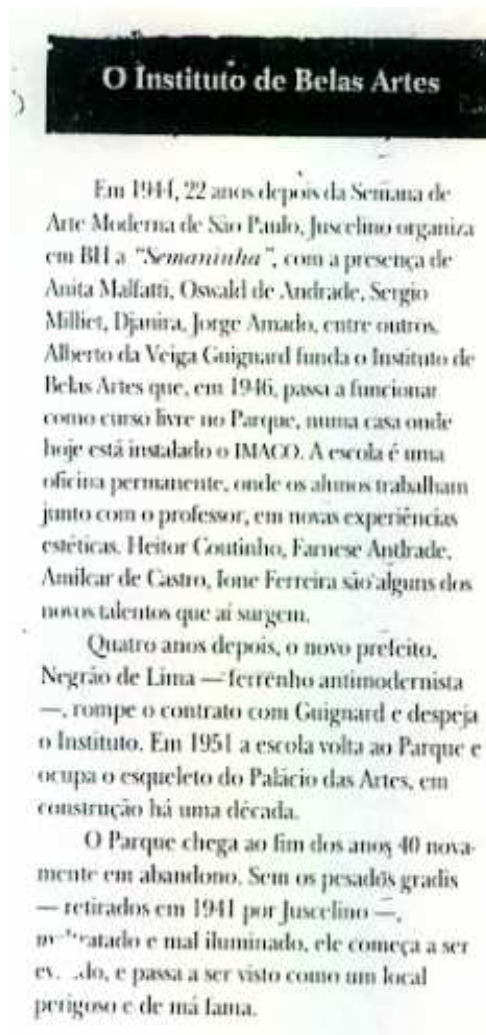 O Instituto de Belas Artes
Em 1944, 22 anos depois da Semana de
Arte Moderna de São Paulo, Juscelino organiza
em BH a "Semaninha", com a presença de
Anita Malfatti, Oswald de Andrade, Sergio
Milliet, Djanira, Jorge Amado, entre outros.
Alberto da Veiga Guignard funda o Instituto de
Belas Artes que, em 1946, passa a funcionar
como curso livre no Parque, numa casa onde
hoje está instalado o IMACO. A escola é uma
oficina permanente, onde os alunos trabalham
junto com o professor, em novas experiências
estéticas. Heitor Coutinho, Farnese Andrade,
Amilcar de Castro, Ione Ferreira são alguns dos
novos talentos que aí surgem.
Quatro anos depois, o novo prefeito,
Negrão de Lima — ferrenho antimodernista
—, rompe o contrato com Guignard e despeja
o Instituto. Em 1951 a escola volta ao Parque e
ocupa o esqueleto do Palácio das Artes, em
construção há uma década.
O Parque chega ao fim dos anos 40 nova-
mente em abandono. Sem os pesados gradis
— retirados em 1941 por Juscelino —,
e mal iluminado, ele começa a ser
e passa a ser visto como um local
perigoso e de má fama.